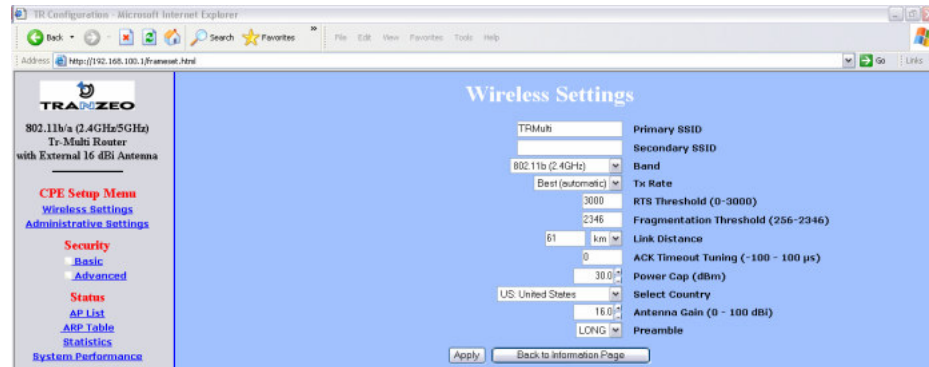 TR Configuration - Microsoft Internet Explorer
Back Search Favorites » File Edit View Favorites Tools Help
Address http://192.168.100.1/frameset.html Go Links
TRANZEO
802.11b/a (2.4GHz/5GHz)
Tr-Multi Router
with External 16 dBi Antenna
CPE Setup Menu
Wireless Settings
Administrative Settings
Security
Basic
Advanced
Status
AP List
ARP Table
Statistics
System Performance
Wireless Settings
TRMulti Primary SSID
Secondary SSID
802.11b (2.4GHz) Band
Best (automatic) Tx Rate
3000 RTS Threshold (0-3000)
2346 Fragmentation Threshold (256-2346)
61 km Link Distance
0 ACK Timeout Tuning (-100 - 100 µs)
30.0 Power Cap (dBm)
US: United States Select Country
16.0 Antenna Gain (0 - 100 dBi)
LONG Preamble
Apply Back to Information Page